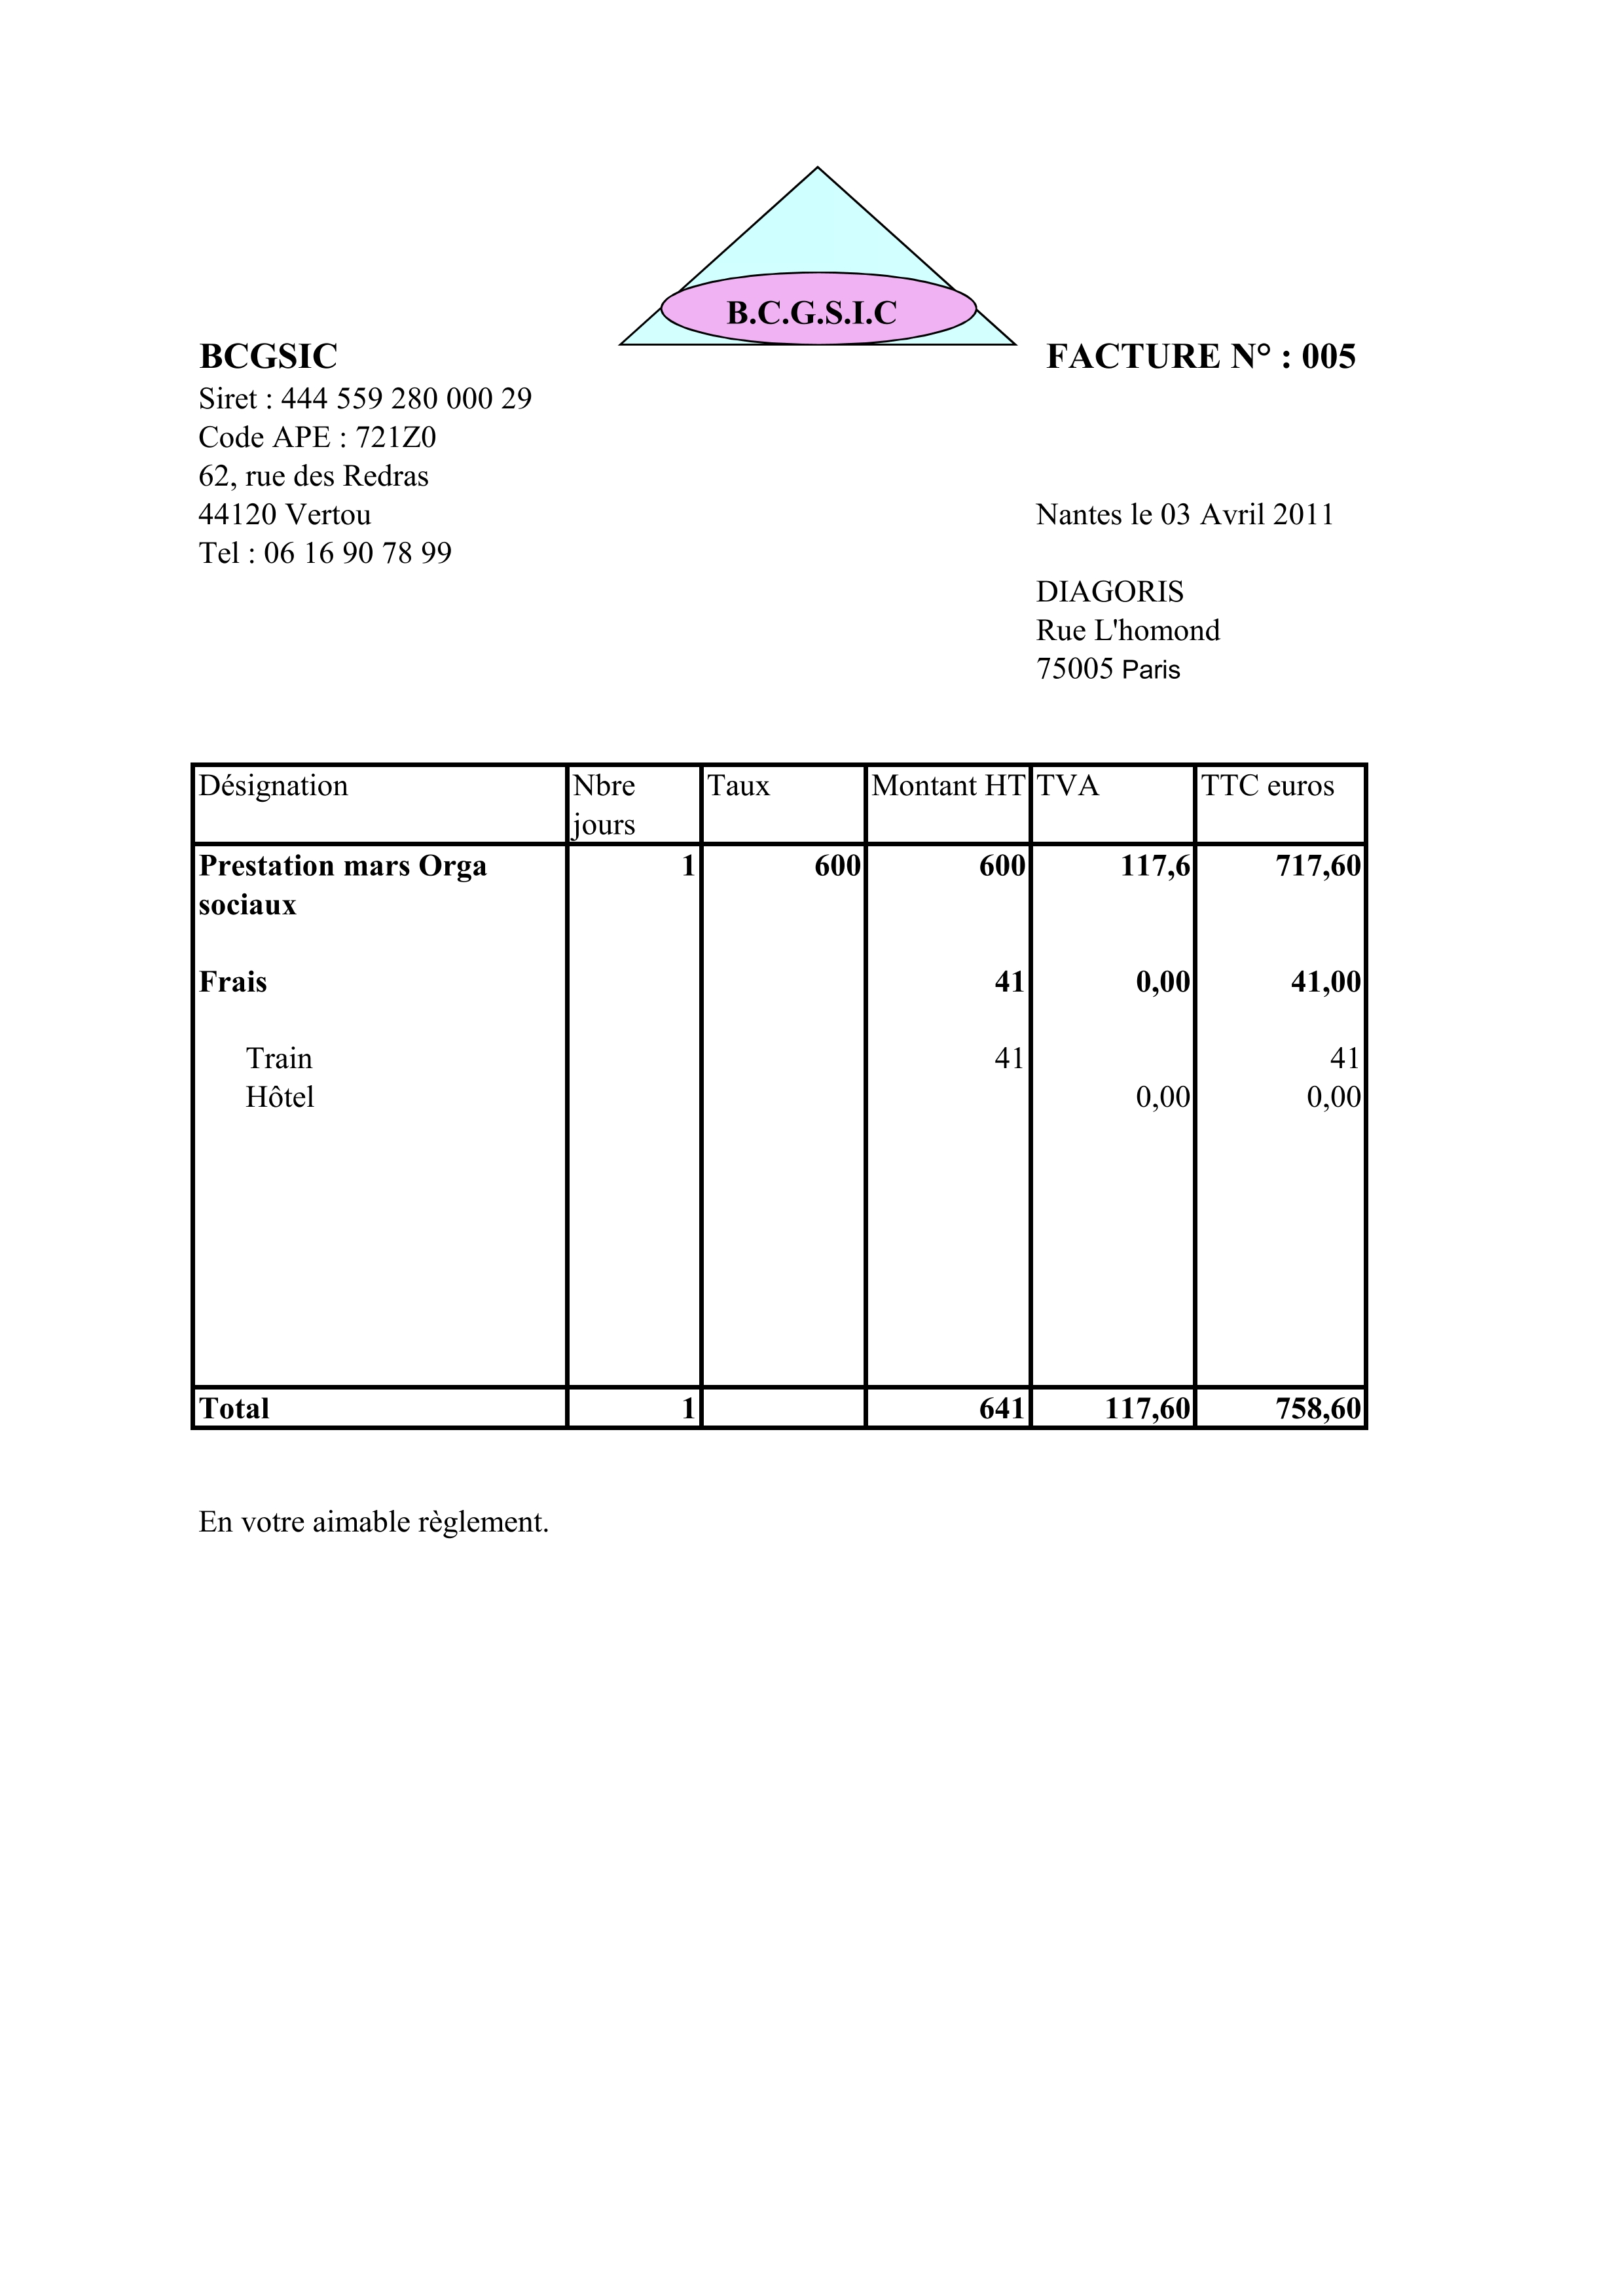 B.C.G.S.I.C
BCGSIC
FACTURE N° : 005
Siret : 444 559 280 000 29
Code APE : 721Z0
62, rue des Redras
44120 Vertou
Nantes le 03 Avril 2011
Tel : 06 16 90 78 99
DIAGORIS
Rue L'homond
75005 Paris
Désignation Nbre jours Taux Montant HT TVA TTC euros
Prestation mars Orga sociaux 1 600 600 117,6 717,60
Frais 41 0,00 41,00
Train 41 41
Hôtel 0,00 0,00
Total 1 641 117,60 758,60
En votre aimable règlement.